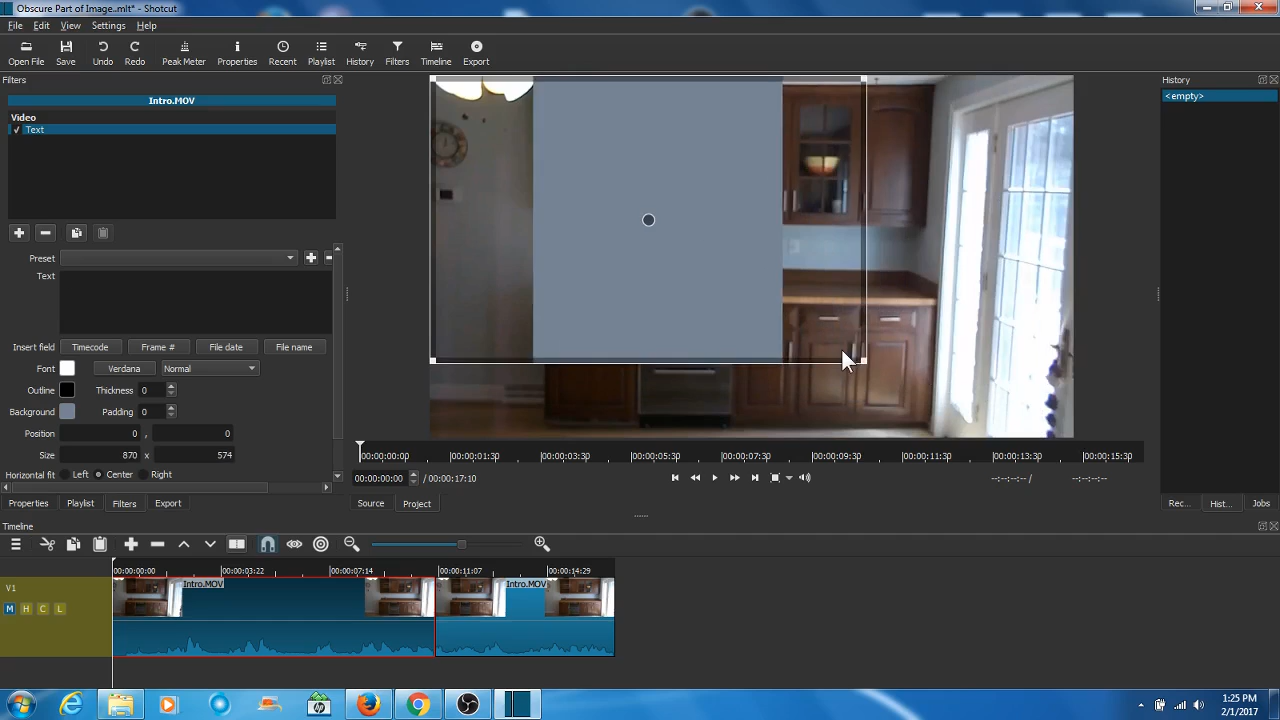 Obscure Part of Image..mlt* - Shotcut
File Edit View Settings Help
Open File Save Undo Redo Peak Meter Properties Recent Playlist History Filters Timeline Export
Filters
Intro.MOV
Video
✓ Text
Preset
Text
Insert field Timecode Frame # File date File name
Font Verdana Normal
Outline Thickness 0
Background Padding 0
Position 0 , 0
Size 870 x 574
Horizontal fit Left Center Right
Properties Playlist Filters Export
00:00:00:00 00:00:01:30 00:00:03:30 00:00:05:30 00:00:07:30 00:00:09:30 00:00:11:30 00:00:13:30 00:00:15:30
00:00:00:00 / 00:00:17:10 --:--:--:-- --:--:--:--
Source Project
History
<empty>
Rec... Hist... Jobs
Timeline
00:00:00:00 00:00:03:22 00:00:07:14 00:00:11:07 00:00:14:29
V1
M H C L
Intro.MOV Intro.MOV
1:25 PM
2/1/2017